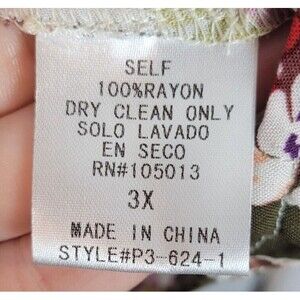 SELF
100%RAYON
DRY CLEAN ONLY
SOLO LAVADO
EN SECO
RN#105013
3X
MADE IN CHINA
STYLE#P3-624-1